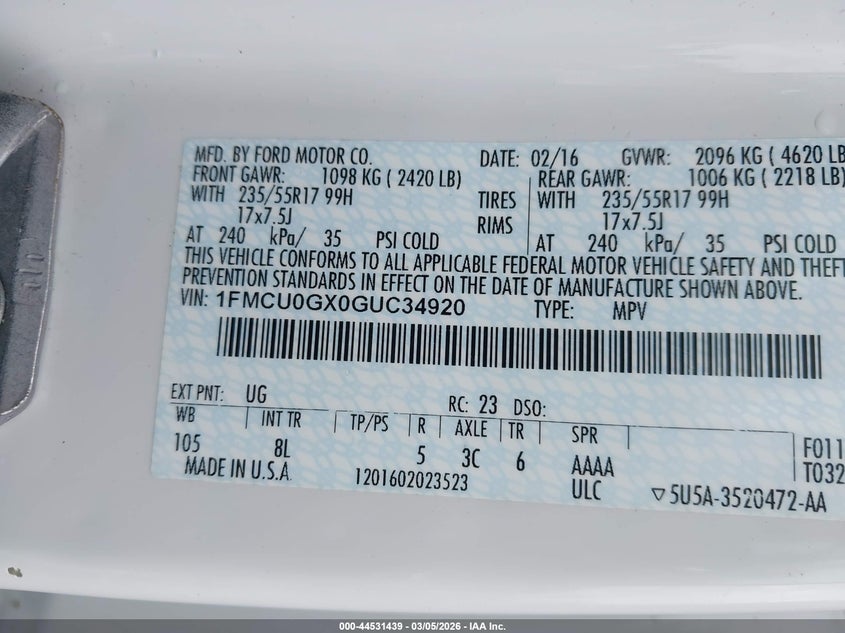 MFD. BY FORD MOTOR CO. DATE: 02/16 GVWR: 2096 KG ( 4620 LB
FRONT GAWR: 1098 KG ( 2420 LB) REAR GAWR: 1006 KG ( 2218 LB)
WITH 235/55R17 99H TIRES WITH 235/55R17 99H
17x7.5J RIMS 17x7.5J
AT 240 kPa/ 35 PSI COLD AT 240 kPa/ 35 PSI COLD
THIS VEHICLE CONFORMS TO ALL APPLICABLE FEDERAL MOTOR VEHICLE SAFETY AND THEFT
PREVENTION STANDARDS IN EFFECT ON THE DATE OF MANUFACTURE SHOWN ABOVE.
VIN: 1FMCU0GX0GUC34920 TYPE: MPV
EXT PNT: UG RC: 23 DSO:
WB INT TR TP/PS R AXLE TR SPR
105 8L 5 3C 6 AAAA F011
MADE IN U.S.A. 1201602023523 ULC T032
▽5U5A-3520472-AA
000-44531439 - 03/05/2026 - IAA Inc.